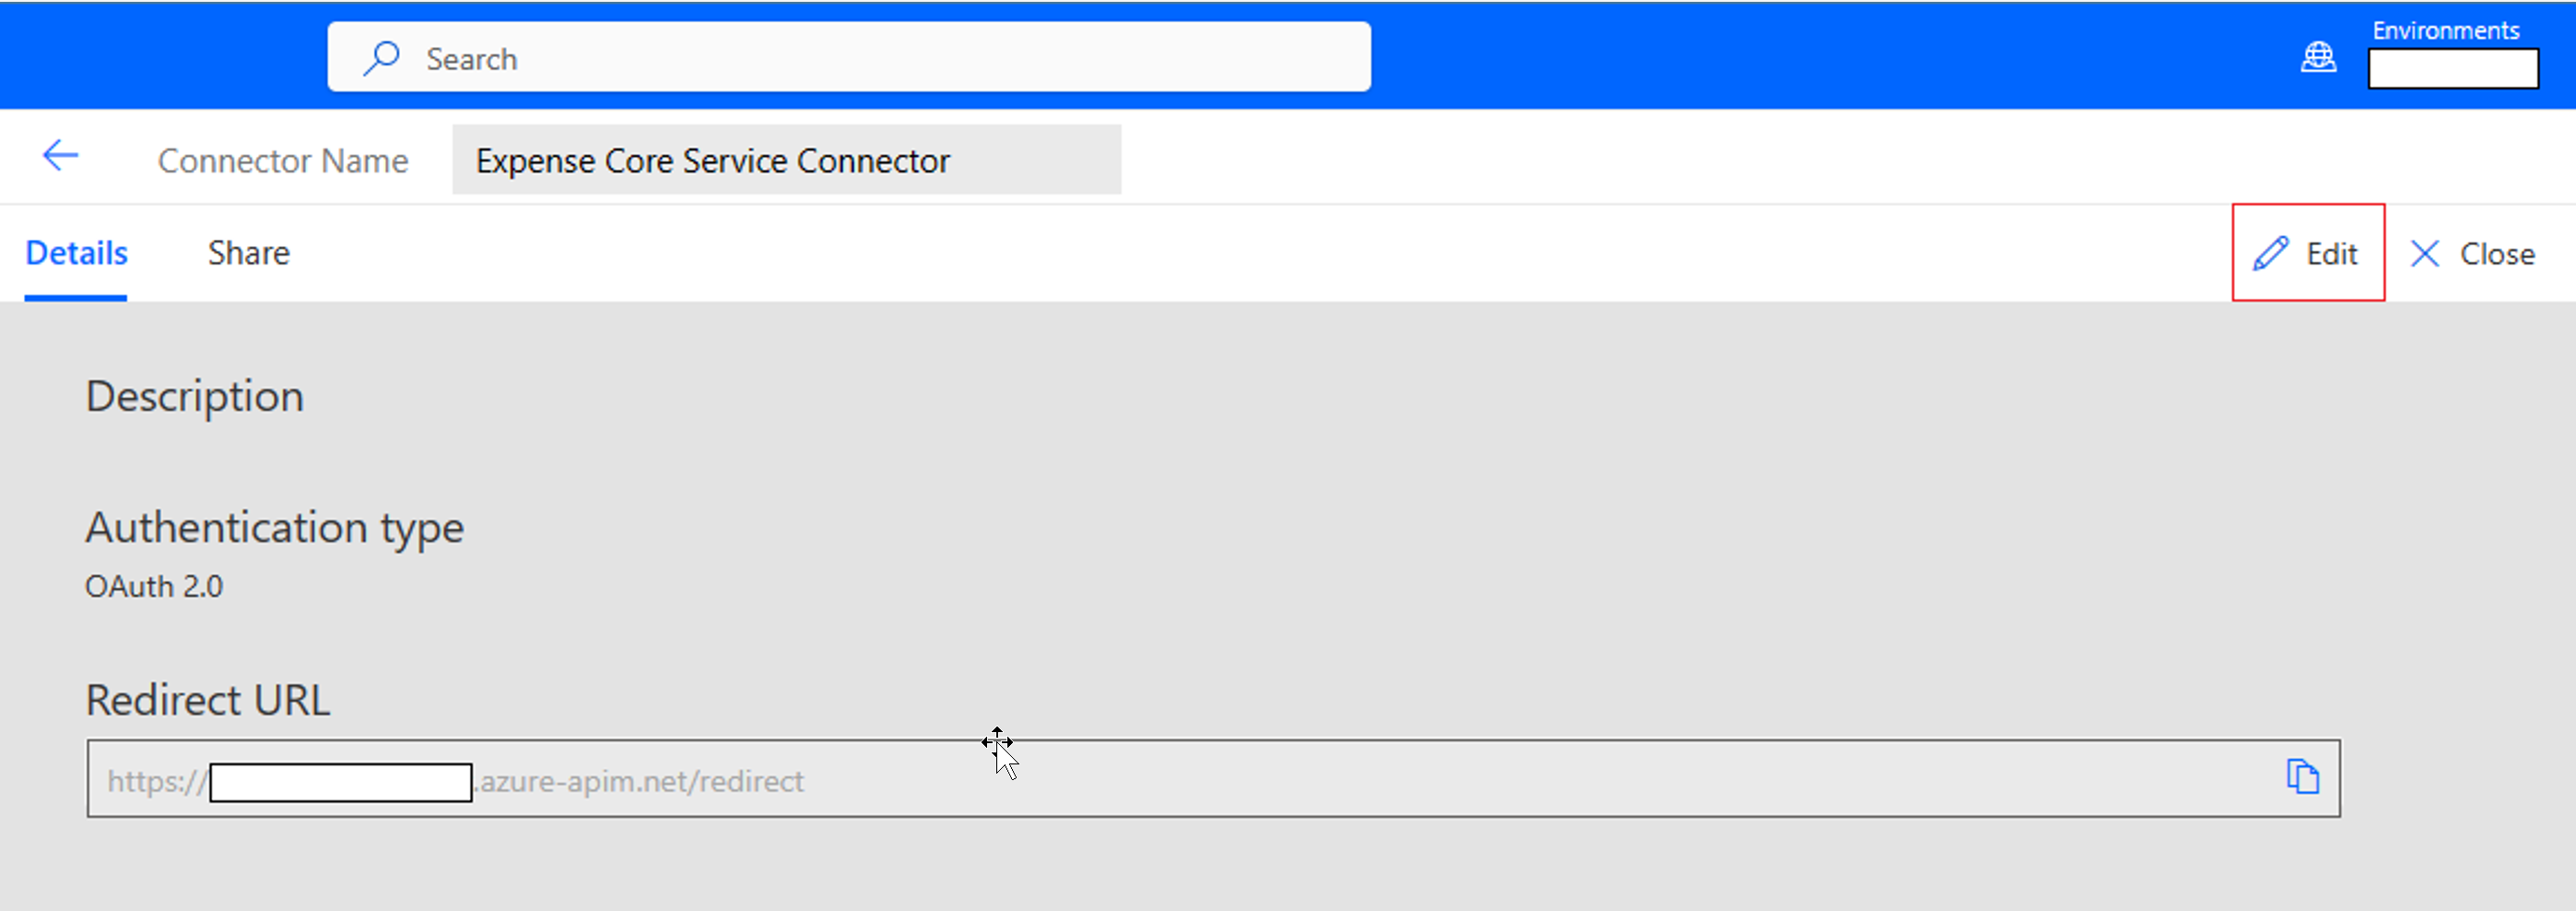 Search
Environments
Connector Name
Expense Core Service Connector
Details
Share
Edit
Close
Description
Authentication type
OAuth 2.0
Redirect URL
https:// .azure-apim.net/redirect